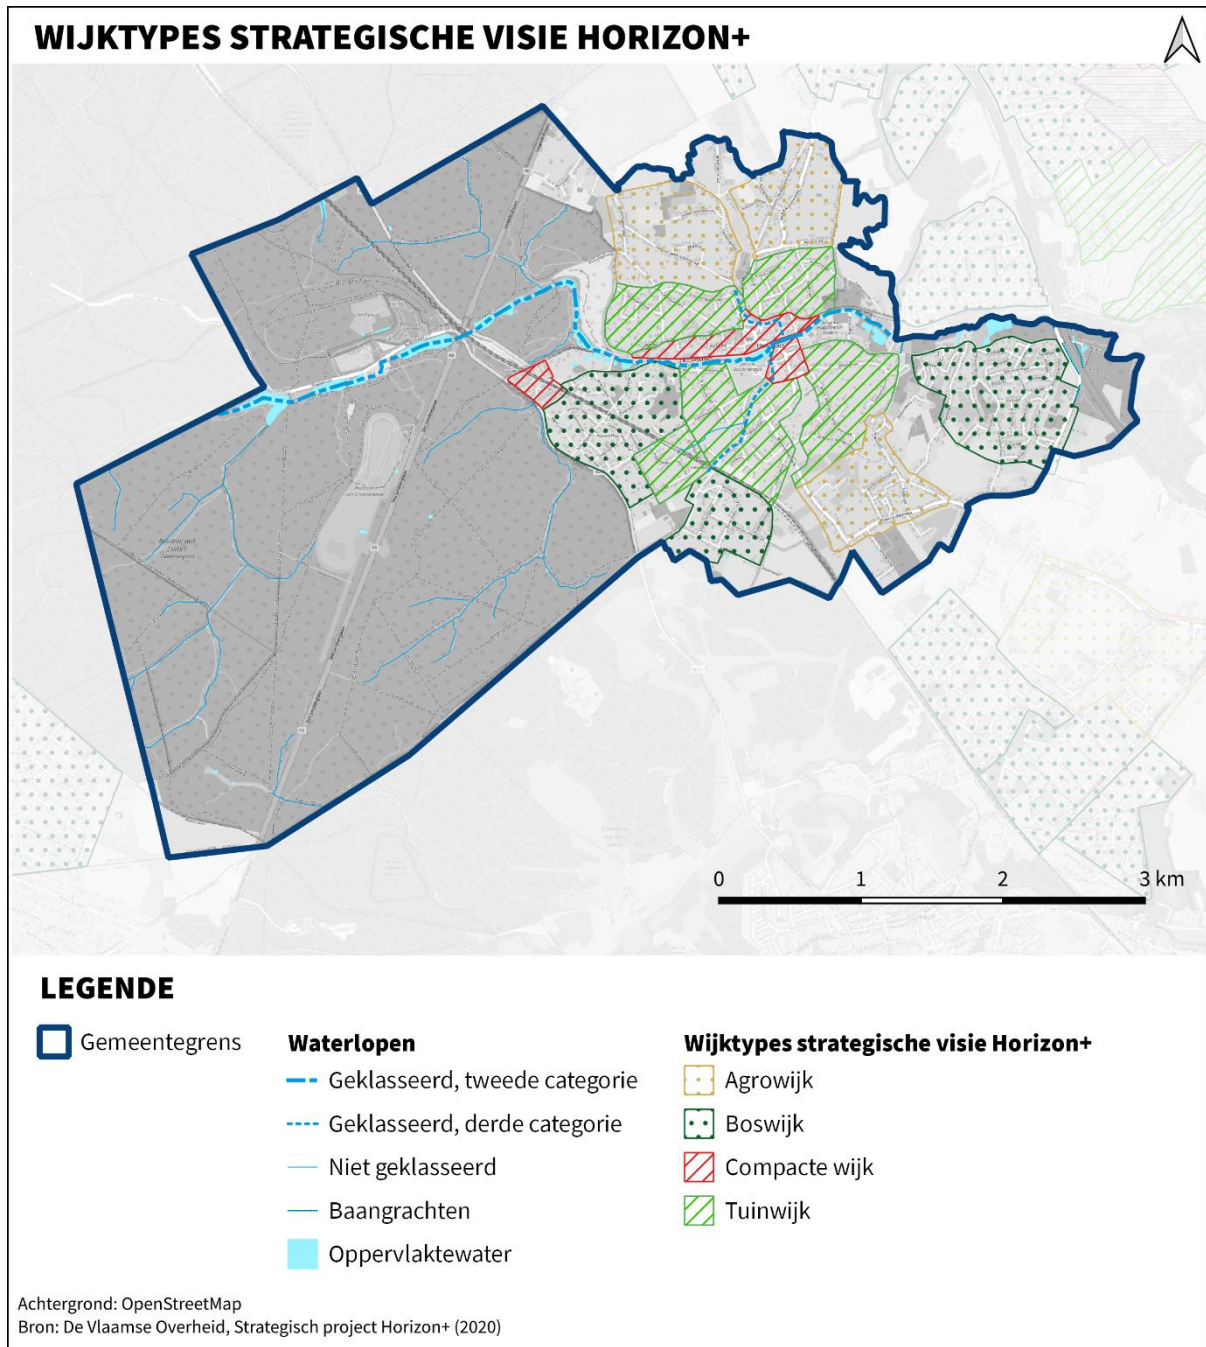 WIJKTYPES STRATEGISCHE VISIE HORIZON+
0 1 2 3 km
LEGENDE
Gemeentegrens
Waterlopen
Geklasseerd, tweede categorie
Geklasseerd, derde categorie
Niet geklasseerd
Baangrachten
Oppervlaktewater
Wijktypes strategische visie Horizon+
Agrowijk
Boswijk
Compacte wijk
Tuinwijk
Achtergrond: OpenStreetMap
Bron: De Vlaamse Overheid, Strategisch project Horizon+ (2020)